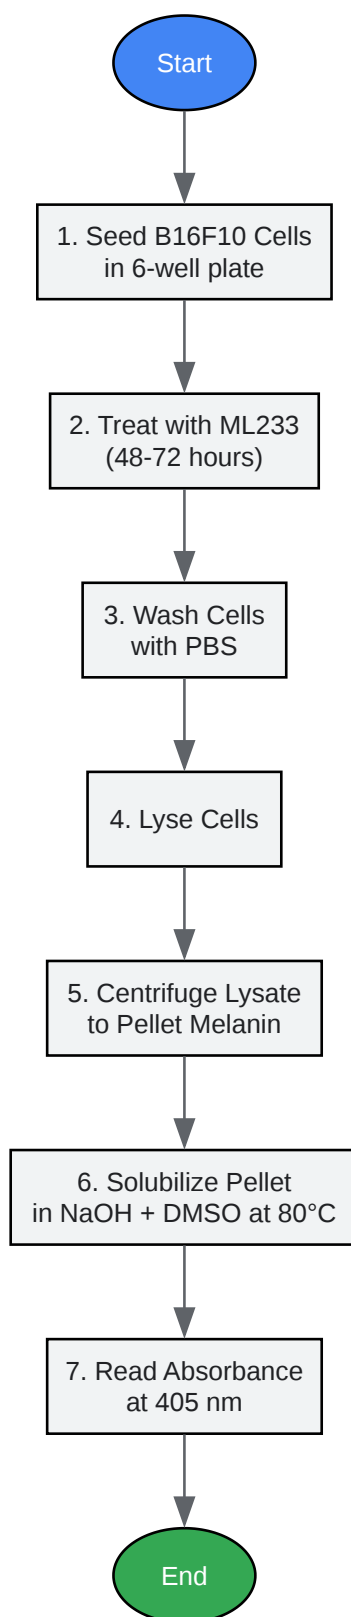 Start
1. Seed B16F10 Cells
in 6-well plate
2. Treat with ML233
(48-72 hours)
3. Wash Cells
with PBS
4. Lyse Cells
5. Centrifuge Lysate
to Pellet Melanin
6. Solubilize Pellet
in NaOH + DMSO at 80°C
7. Read Absorbance
at 405 nm
End